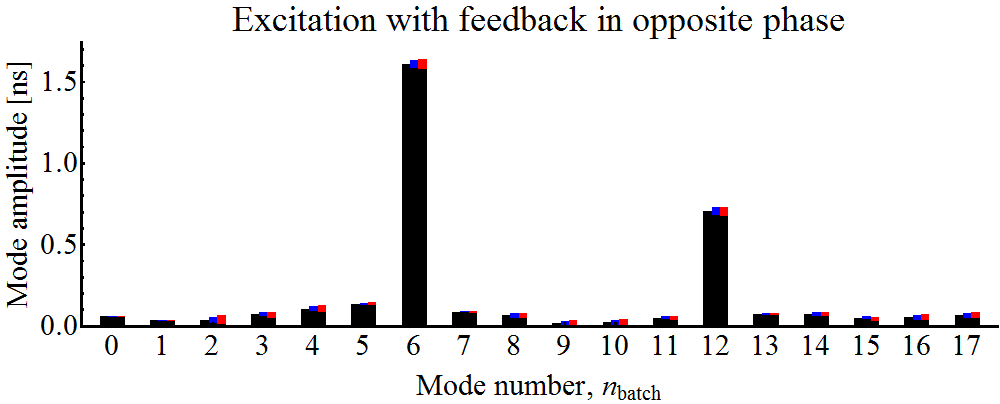 Excitation with feedback in opposite phase
Mode amplitude [ns]
1.5
1.0
0.5
0.0
0 1 2 3 4 5 6 7 8 9 10 11 12 13 14 15 16 17
Mode number, nbatch